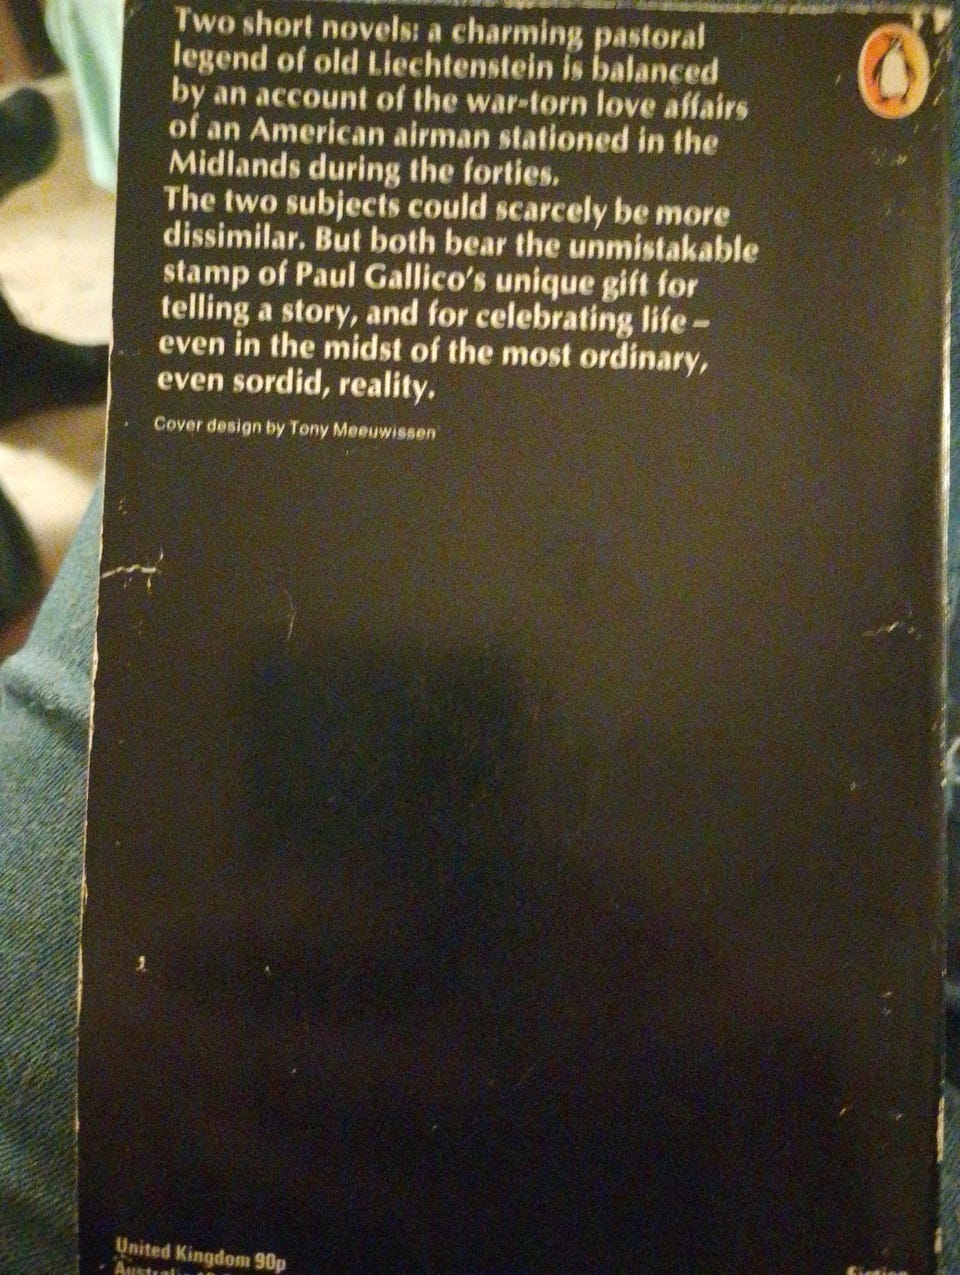 Two short novels: a charming pastoral
legend of old Liechtenstein is balanced
by an account of the war-torn love affairs
of an American airman stationed in the
Midlands during the forties.
The two subjects could scarcely be more
dissimilar. But both bear the unmistakable
stamp of Paul Gallico's unique gift for
telling a story, and for celebrating life –
even in the midst of the most ordinary,
even sordid, reality.
Cover design by Tony Meeuwissen
United Kingdom 90p
Fiction